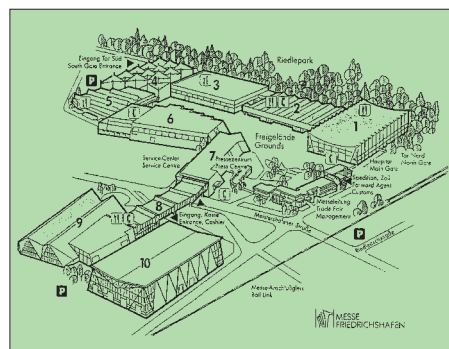 Eingang Tor Süd
South Gate Entrance
Riedlepark
P
4
3
2
1
5
6
Freigelände
Grounds
7
Pressezentrum
Press Centre
Service-Center
Service Centre
Haupttor
Main Gate
Tor Nord
North Gate
Spedition, Zoll
Forward Agent
Customs
Messeleitung
Trade Fair
Management
8
Eingang, Kasse
Entrance, Cashier
Meistershofener Straße
9
10
P
P
Messe-Anschlußgleis
Rail Link
MESSE
FRIEDRICHSHAFEN